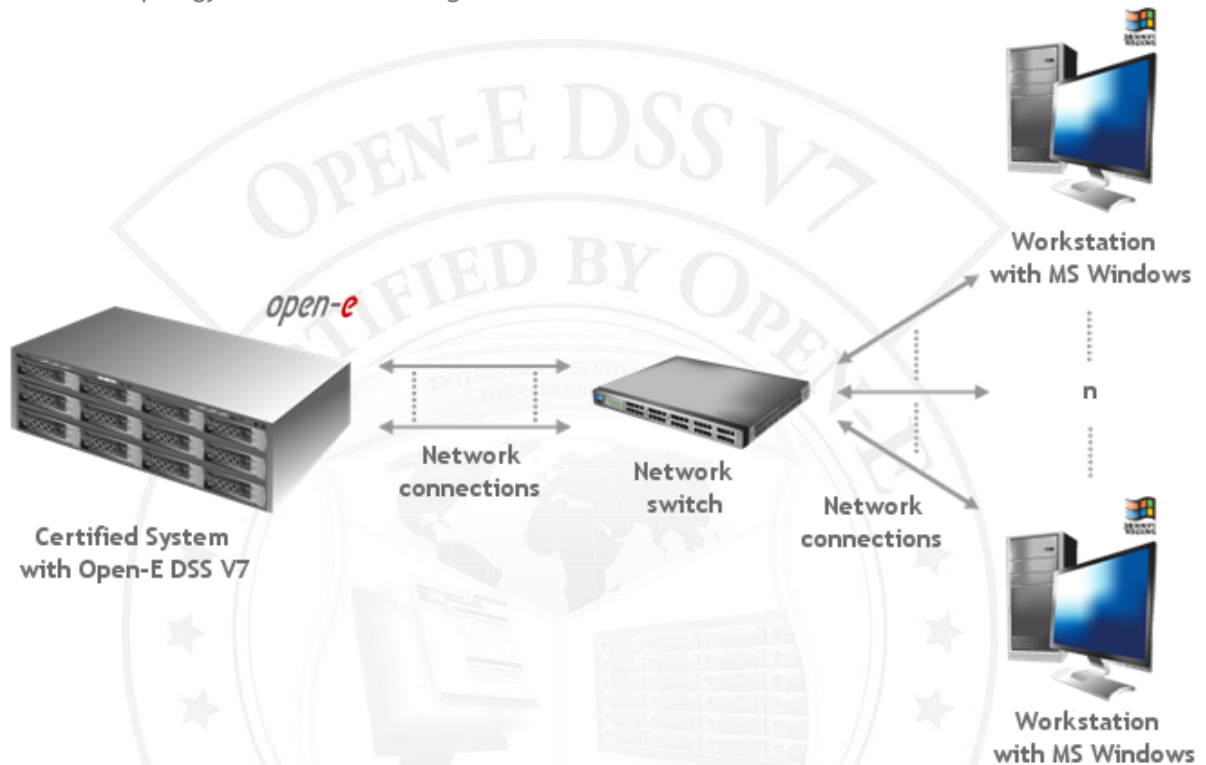 OPEN-E DSS V7
CERTIFIED BY OPEN-E
open-e
Workstation
with MS Windows
n
Network
connections
Network
switch
Network
connections
Certified System
with Open-E DSS V7
Workstation
with MS Windows